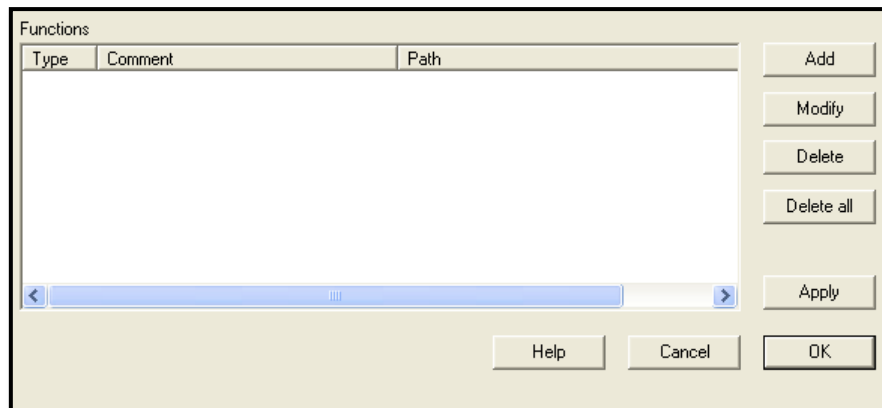 Functions
Type Comment Path
Add
Modify
Delete
Delete all
Apply
Help Cancel OK